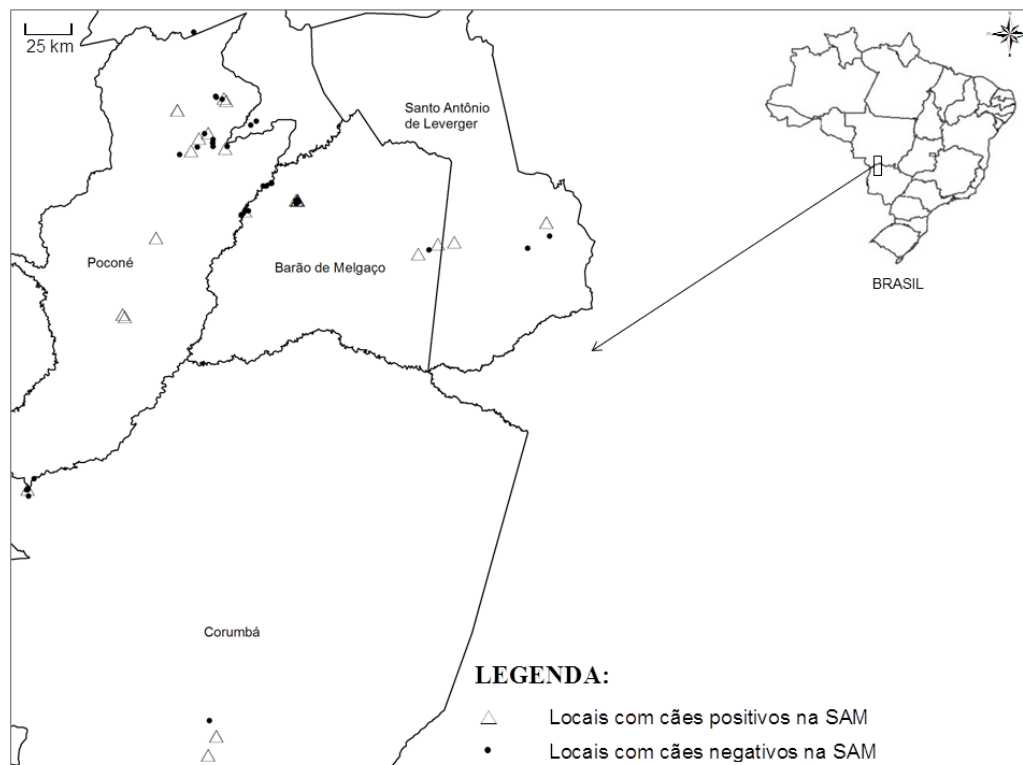 25 km
Santo Antônio
de Leverger
Poconé
Barão de Melgaço
BRASIL
Corumbá
LEGENDA:
Locais com cães positivos na SAM
Locais com cães negativos na SAM